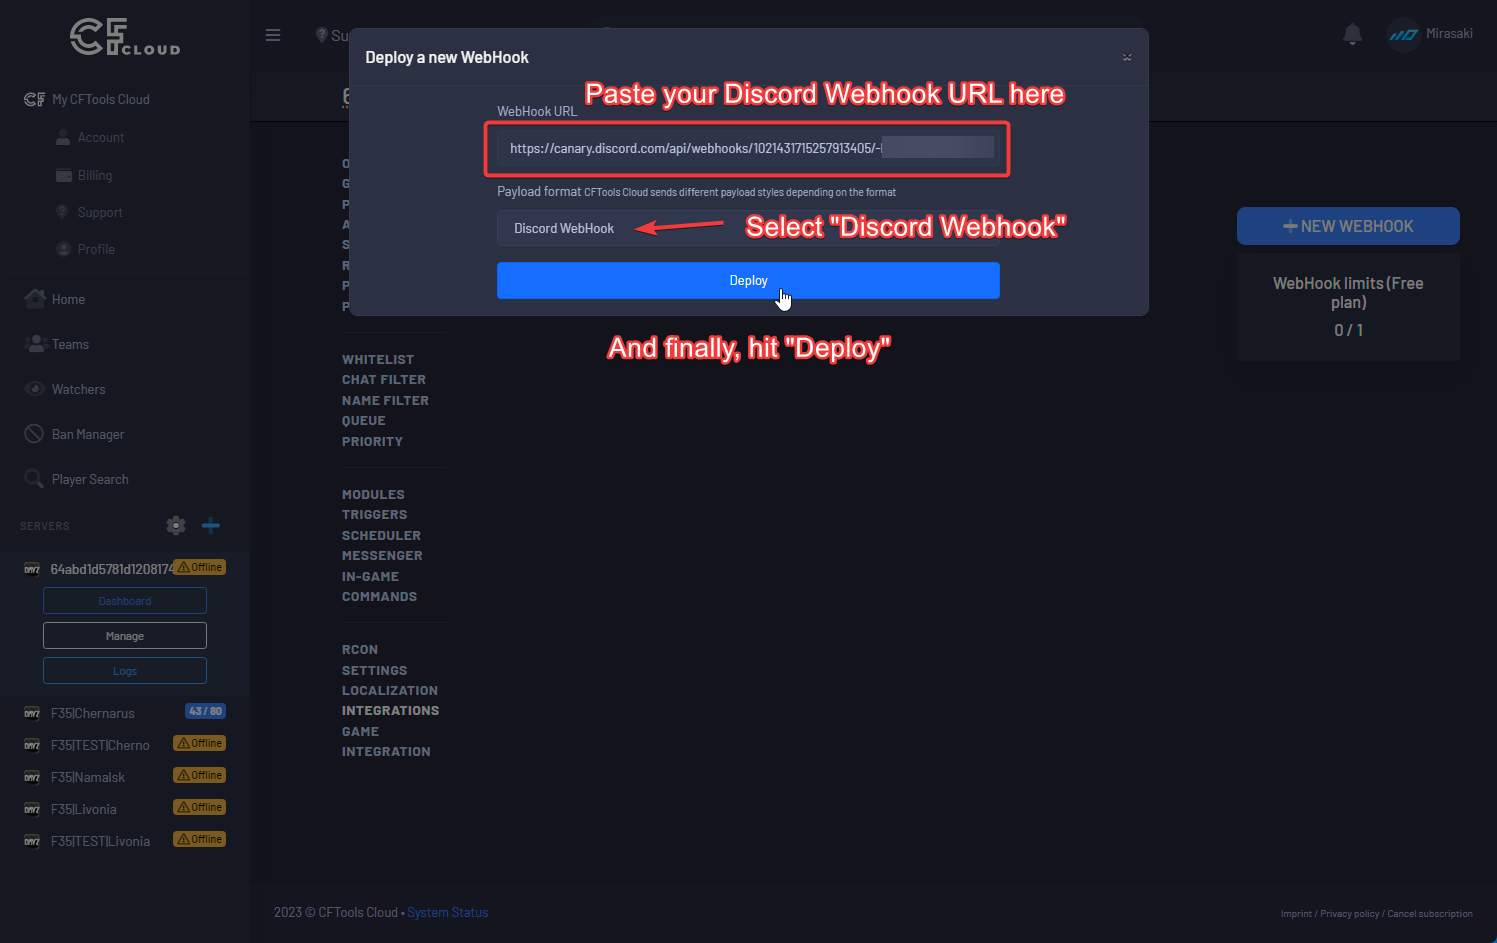 CF CLOUD
Su
Mirasaki
Deploy a new WebHook
Paste your Discord Webhook URL here
WebHook URL
https://canary.discord.com/api/webhooks/1021431715257913405/-
Payload format CFTools Cloud sends different payload styles depending on the format
Discord WebHook
Select "Discord Webhook"
Deploy
And finally, hit "Deploy"
My CFTools Cloud
Account
Billing
Support
Profile
Home
Teams
Watchers
Ban Manager
Player Search
SERVERS
64abd1d5781d1208174
Offline
Dashboard
Manage
Logs
F35|Chernarus
43 / 80
F35|TEST|Cherno
Offline
F35|Namalsk
Offline
F35|Livonia
Offline
F35|TEST|Livonia
Offline
6
O
G
P
A
S
R
P
P
WHITELIST
CHAT FILTER
NAME FILTER
QUEUE
PRIORITY
MODULES
TRIGGERS
SCHEDULER
MESSENGER
IN-GAME
COMMANDS
RCON
SETTINGS
LOCALIZATION
INTEGRATIONS
GAME
INTEGRATION
NEW WEBHOOK
WebHook limits (Free
plan)
0 / 1
2023 © CFTools Cloud • System Status
Imprint / Privacy policy / Cancel subscription